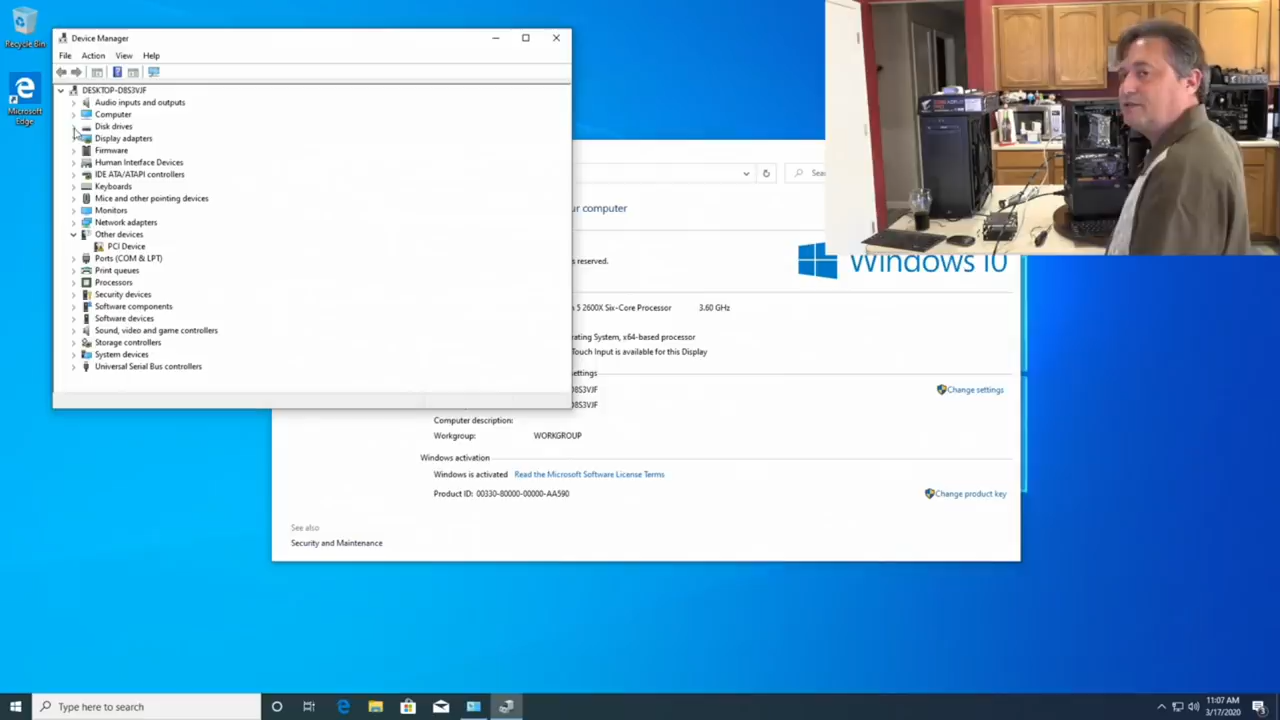 Recycle Bin
Microsoft
Edge
Device Manager
File Action View Help
DESKTOP-D8S3VJF
Audio inputs and outputs
Computer
Disk drives
Display adapters
Firmware
Human Interface Devices
IDE ATA/ATAPI controllers
Keyboards
Mice and other pointing devices
Monitors
Network adapters
Other devices
PCI Device
Ports (COM & LPT)
Print queues
Processors
Security devices
Software components
Software devices
Sound, video and game controllers
Storage controllers
System devices
Universal Serial Bus controllers
Sea
ur computer
s reserved.
Windows 10
n 5 2600X Six-Core Processor 3.60 GHz
ating System, x64-based processor
Touch Input is available for this Display
ettings
D8S3VJF
Change settings
D8S3VJF
Computer description:
Workgroup: WORKGROUP
Windows activation
Windows is activated Read the Microsoft Software License Terms
Product ID: 00330-80000-00000-AA590
Change product key
See also
Security and Maintenance
Type here to search
11:07 AM
3/17/2020
3